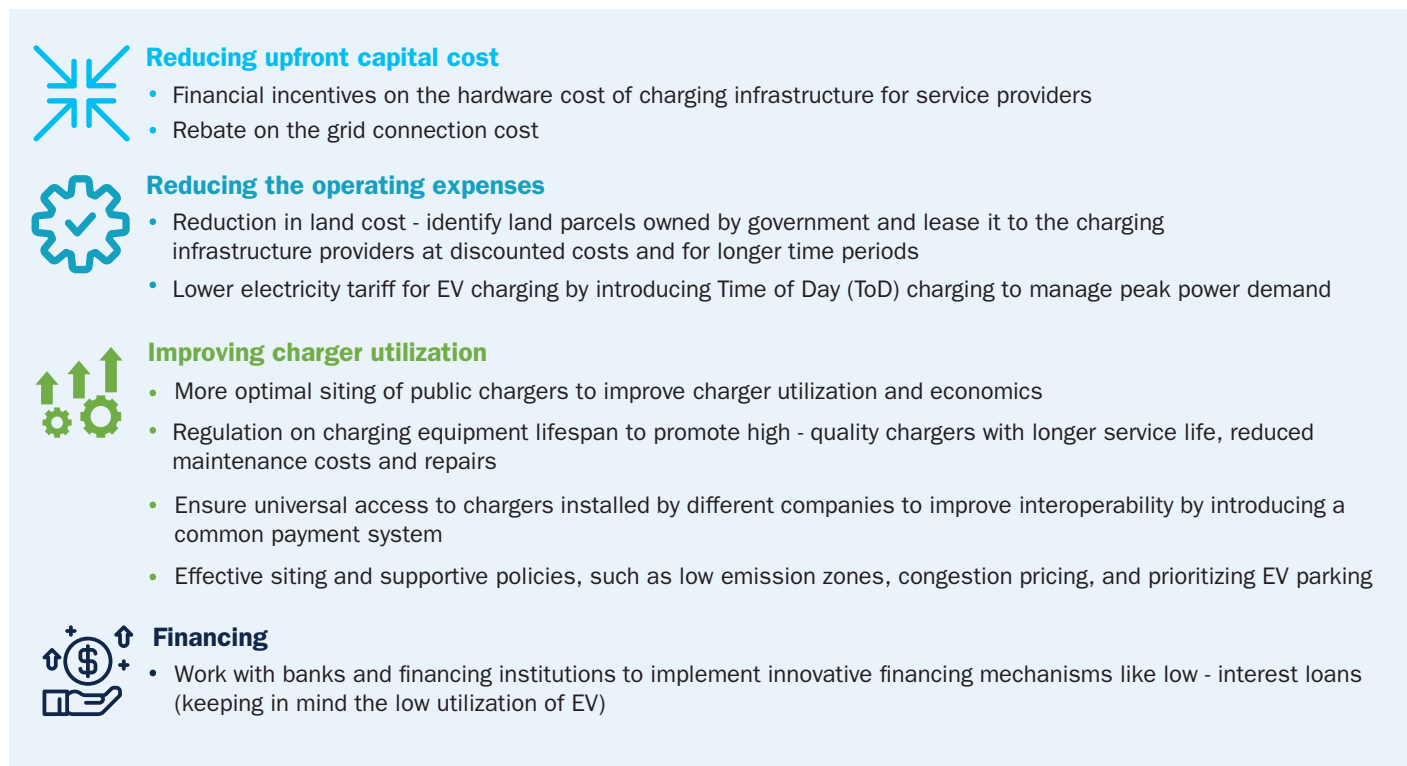 Reducing upfront capital cost
• Financial incentives on the hardware cost of charging infrastructure for service providers
• Rebate on the grid connection cost
Reducing the operating expenses
• Reduction in land cost - identify land parcels owned by government and lease it to the charging
infrastructure providers at discounted costs and for longer time periods
• Lower electricity tariff for EV charging by introducing Time of Day (ToD) charging to manage peak power demand
Improving charger utilization
• More optimal siting of public chargers to improve charger utilization and economics
• Regulation on charging equipment lifespan to promote high - quality chargers with longer service life, reduced
maintenance costs and repairs
• Ensure universal access to chargers installed by different companies to improve interoperability by introducing a
common payment system
• Effective siting and supportive policies, such as low emission zones, congestion pricing, and prioritizing EV parking
$
Financing
• Work with banks and financing institutions to implement innovative financing mechanisms like low - interest loans
(keeping in mind the low utilization of EV)